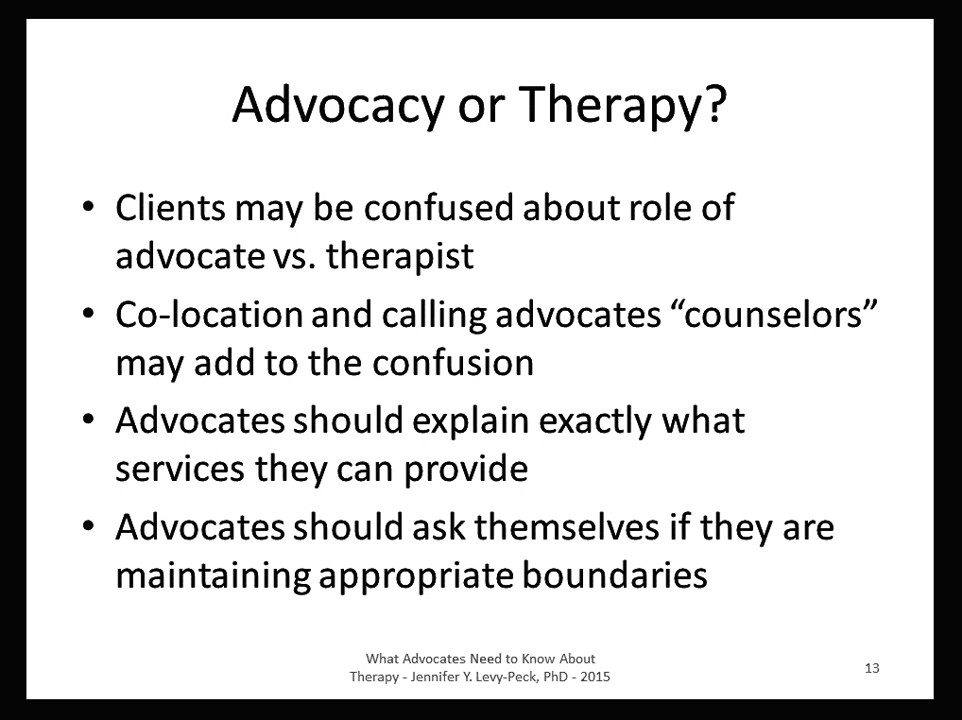 Advocacy or Therapy?
• Clients may be confused about role of
advocate vs. therapist
• Co-location and calling advocates “counselors”
may add to the confusion
• Advocates should explain exactly what
services they can provide
• Advocates should ask themselves if they are
maintaining appropriate boundaries
What Advocates Need to Know About
Therapy - Jennifer Y. Levy-Peck, PhD - 2015
13